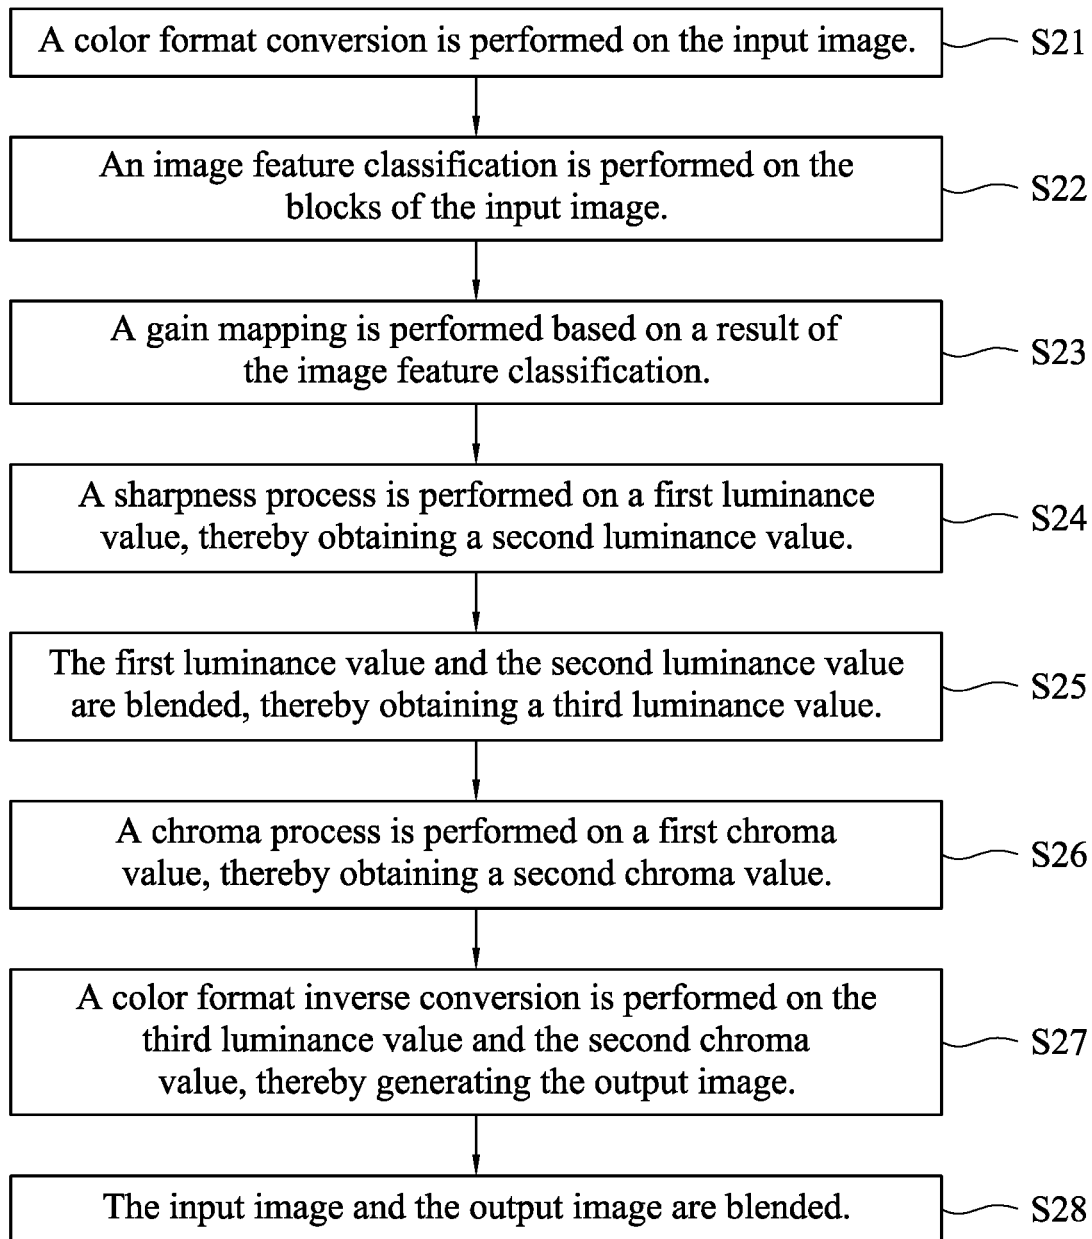 A color format conversion is performed on the input image.
S21
An image feature classification is performed on the
blocks of the input image.
S22
A gain mapping is performed based on a result of
the image feature classification.
S23
A sharpness process is performed on a first luminance
value, thereby obtaining a second luminance value.
S24
The first luminance value and the second luminance value
are blended, thereby obtaining a third luminance value.
S25
A chroma process is performed on a first chroma
value, thereby obtaining a second chroma value.
S26
A color format inverse conversion is performed on the
third luminance value and the second chroma
value, thereby generating the output image.
S27
The input image and the output image are blended.
S28